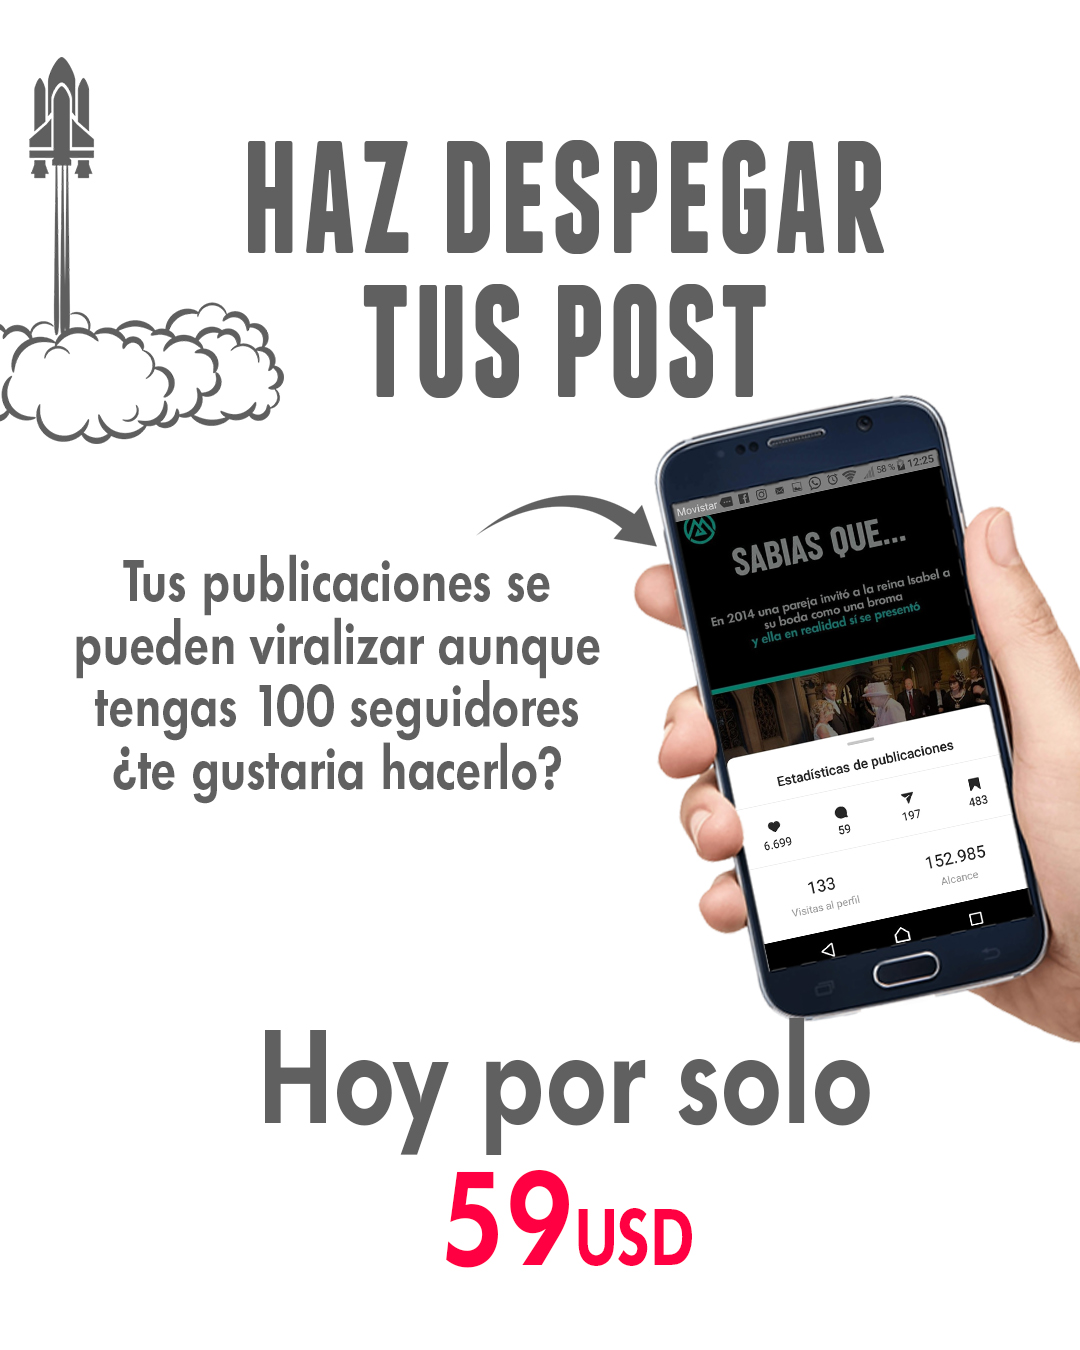 HAZ DESPEGAR
TUS POST
Tus publicaciones se
pueden viralizar aunque
tengas 100 seguidores
¿te gustaria hacerlo?
Movistar
58 %
12:25
SABIAS QUE...
En 2014 una pareja invitó a la reina Isabel a
su boda como una broma
y ella en realidad sí se presentó
Estadísticas de publicaciones
6.699
59
197
483
133
152.985
Visitas al perfil
Alcance
Hoy por solo
59USD